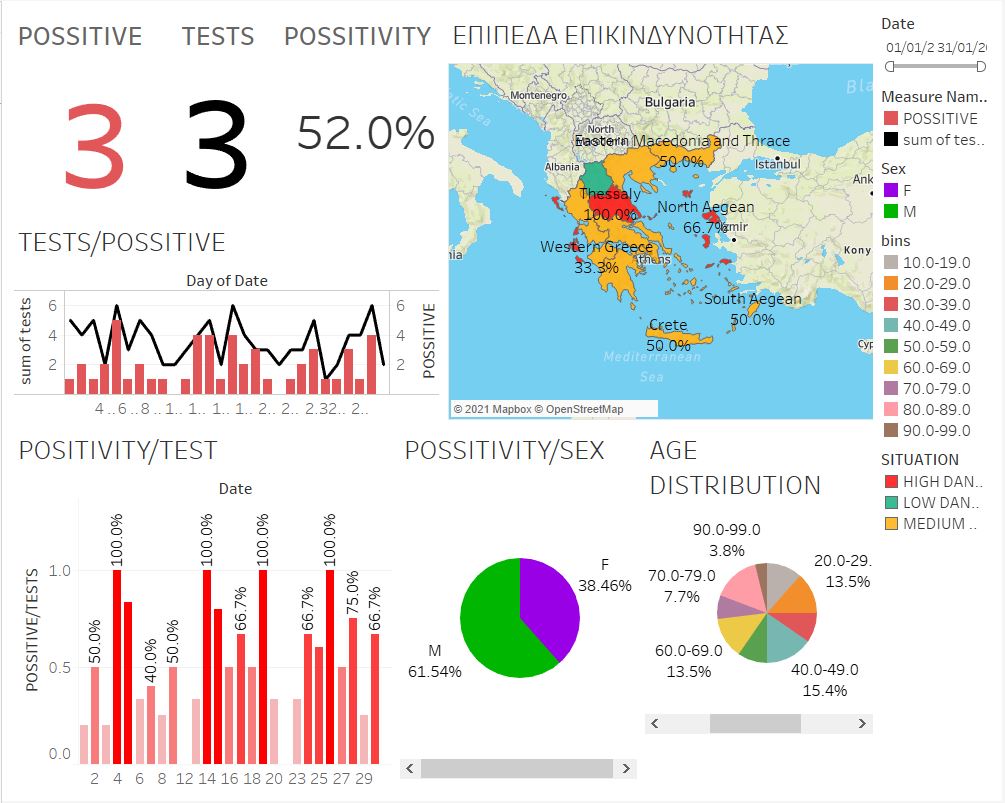 POSSITIVE
TESTS
POSSITIVITY
3
3
52.0%
ΕΠΙΠΕΔΑ ΕΠΙΚΙΝΔΥΝΟΤΗΤΑΣ
Montenegro
Bulgaria
North
Eastern Macedonia and Thrace
50.0%
Albania
Istanbul
Ank
Thessaly
100.0%
North Aegean
66.7%
Izmir
Kony
Western Greece
33.3%
Athens
South Aegean
50.0%
Crete
50.0%
Mediterranean
Sea
© 2021 Mapbox © OpenStreetMap
Date
Measure Nam..
POSSITIVE
sum of tes..
Sex
F
M
bins
10.0-19.0
20.0-29.0
30.0-39.0
40.0-49.0
50.0-59.0
60.0-69.0
70.0-79.0
80.0-89.0
90.0-99.0
SITUATION
HIGH DAN..
LOW DAN..
MEDIUM ..
TESTS/POSSITIVE
Day of Date
sum of tests
6
4
2
6
4
2
POSSITIVE
4 .. 6 .. 8 .. 1.. 1.. 1.. 1.. 2.. 2.. 2.32.. 2..
POSITIVITY/TEST
Date
POSSITIVE/TESTS
1.0
0.5
0.0
50.0%
100.0%
40.0%
50.0%
100.0%
66.7%
100.0%
66.7%
100.0%
75.0%
66.7%
2 4 6 8 10 12 14 16 18 20 23 25 27 29
POSSITIVITY/SEX
F
38.46%
M
61.54%
AGE
DISTRIBUTION
90.0-99.0
3.8%
20.0-29.
13.5%
70.0-79.0
7.7%
60.0-69.0
13.5%
40.0-49.0
15.4%